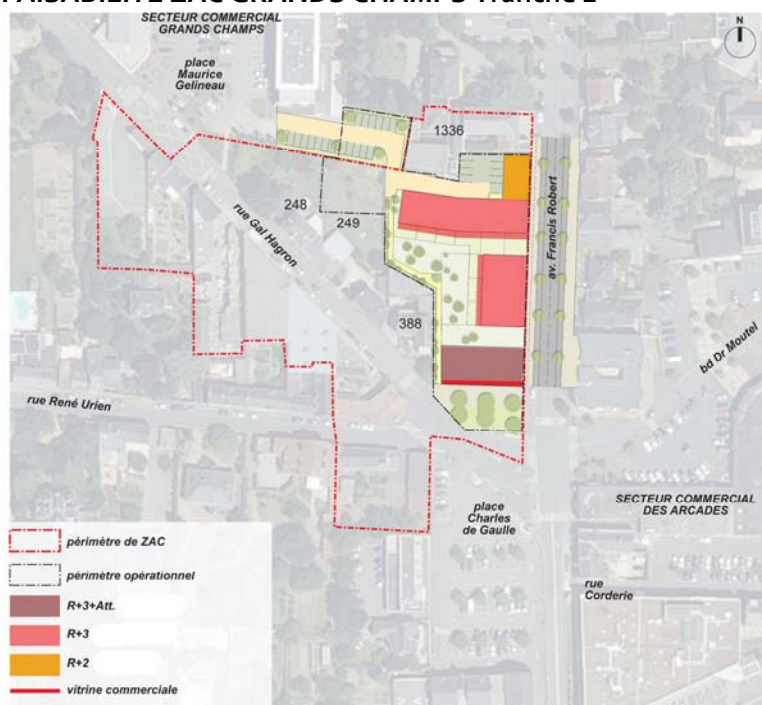 FAISABILITE ZAC GRANDS CHAMPS Tranche 2
SECTEUR COMMERCIAL
GRANDS CHAMPS
N
place
Maurice
Gelineau
1336
248
249
rue Gal Hagron
av. Francis Robert
388
bd Dr Moutel
rue René Urien
SECTEUR COMMERCIAL
DES ARCADES
place
Charles
de Gaulle
rue
Corderie
périmètre de ZAC
périmètre opérationnel
R+3+Att.
R+3
R+2
vitrine commerciale